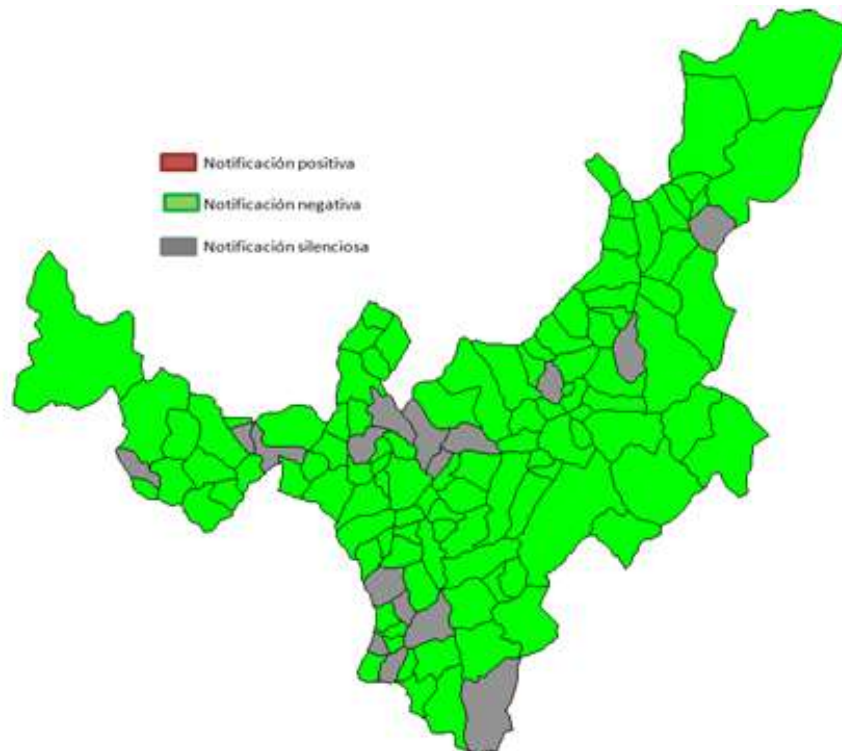 Notificación positiva
Notificación negativa
Notificación silenciosa